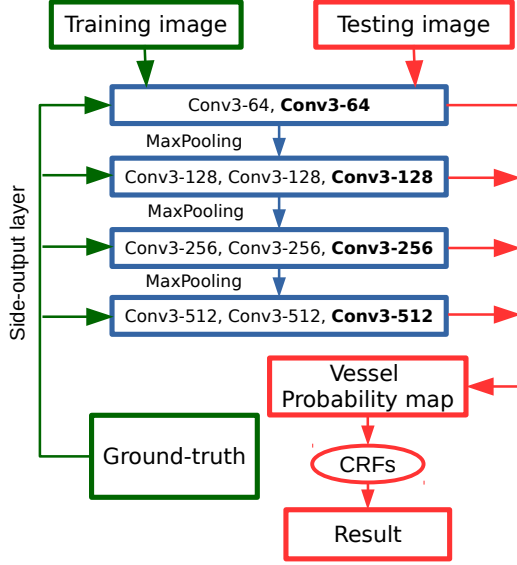 Training image
Testing image
Conv3-64, Conv3-64
MaxPooling
Conv3-128, Conv3-128, Conv3-128
MaxPooling
Conv3-256, Conv3-256, Conv3-256
MaxPooling
Conv3-512, Conv3-512, Conv3-512
Side-output layer
Vessel
Probability map
Ground-truth
CRFs
Result